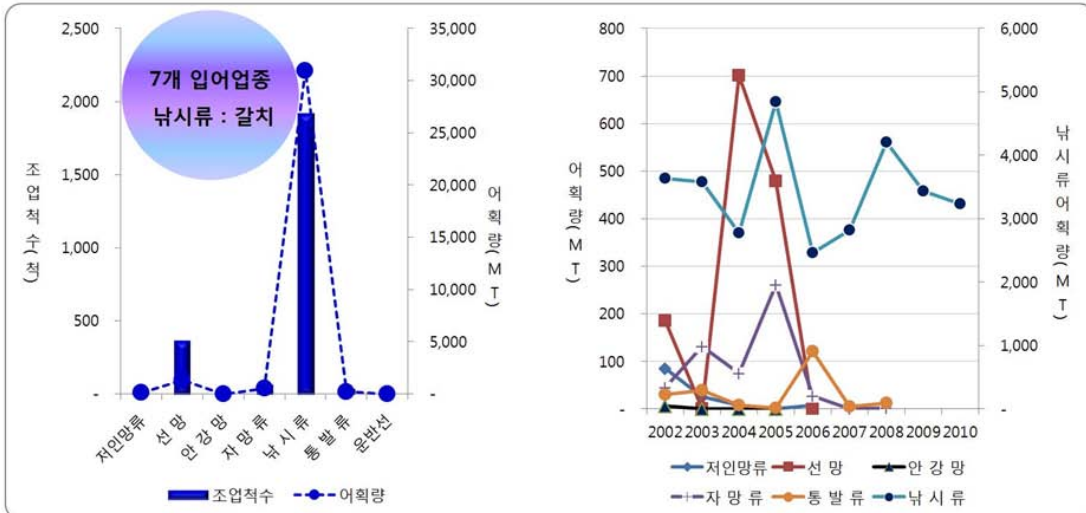 2,500
2,000
1,500
1,000
500
-
조업척수(척)
7개 입어업종
낚시류 : 갈치
35,000
30,000
25,000
20,000
15,000
10,000
5,000
-
어획량(MT)
저인망류
선 망
안 강 망
자 망 류
낚 시 류
통 발 류
운반선
조업척수
어획량
800
700
600
500
400
300
200
100
-
어획량(MT)
6,000
5,000
4,000
3,000
2,000
1,000
-
낚시류어획량(MT)
2002 2003 2004 2005 2006 2007 2008 2009 2010
저인망류 선 망 안 강 망
자 망 류 통 발 류 낚 시 류